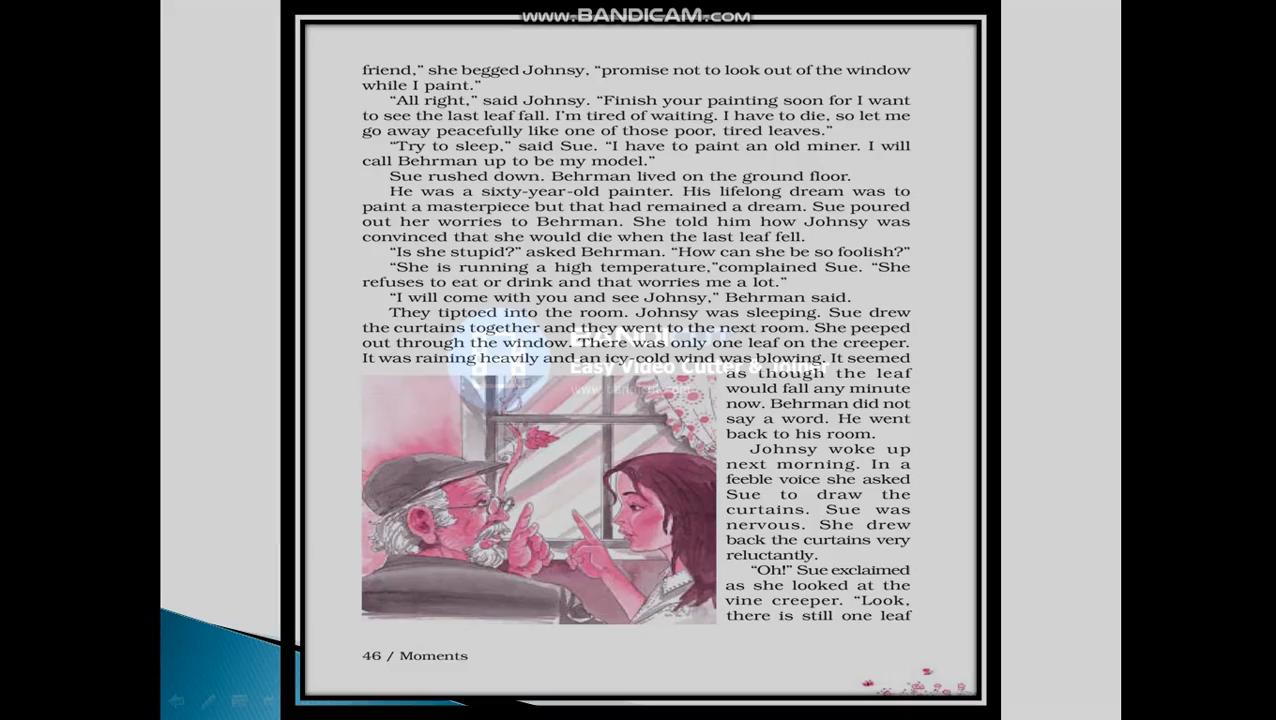 www.BANDICAM.com
friend,” she begged Johnsy, “promise not to look out of the window
while I paint.”
“All right,” said Johnsy. “Finish your painting soon for I want
to see the last leaf fall. I’m tired of waiting. I have to die, so let me
go away peacefully like one of those poor, tired leaves.”
“Try to sleep,” said Sue. “I have to paint an old miner. I will
call Behrman up to be my model.”
Sue rushed down. Behrman lived on the ground floor.
He was a sixty-year-old painter. His lifelong dream was to
paint a masterpiece but that had remained a dream. Sue poured
out her worries to Behrman. She told him how Johnsy was
convinced that she would die when the last leaf fell.
“Is she stupid?” asked Behrman. “How can she be so foolish?”
“She is running a high temperature,”complained Sue. “She
refuses to eat or drink and that worries me a lot.”
“I will come with you and see Johnsy,” Behrman said.
They tiptoed into the room. Johnsy was sleeping. Sue drew
the curtains together and they went to the next room. She peeped
out through the window. There was only one leaf on the creeper.
It was raining heavily and an icy-cold wind was blowing. It seemed
as though the leaf
would fall any minute
now. Behrman did not
say a word. He went
back to his room.
Johnsy woke up
next morning. In a
feeble voice she asked
Sue to draw the
curtains. Sue was
nervous. She drew
back the curtains very
reluctantly.
“Oh!” Sue exclaimed
as she looked at the
vine creeper. “Look,
there is still one leaf
Easy Video Cutter & Joiner
46 / Moments